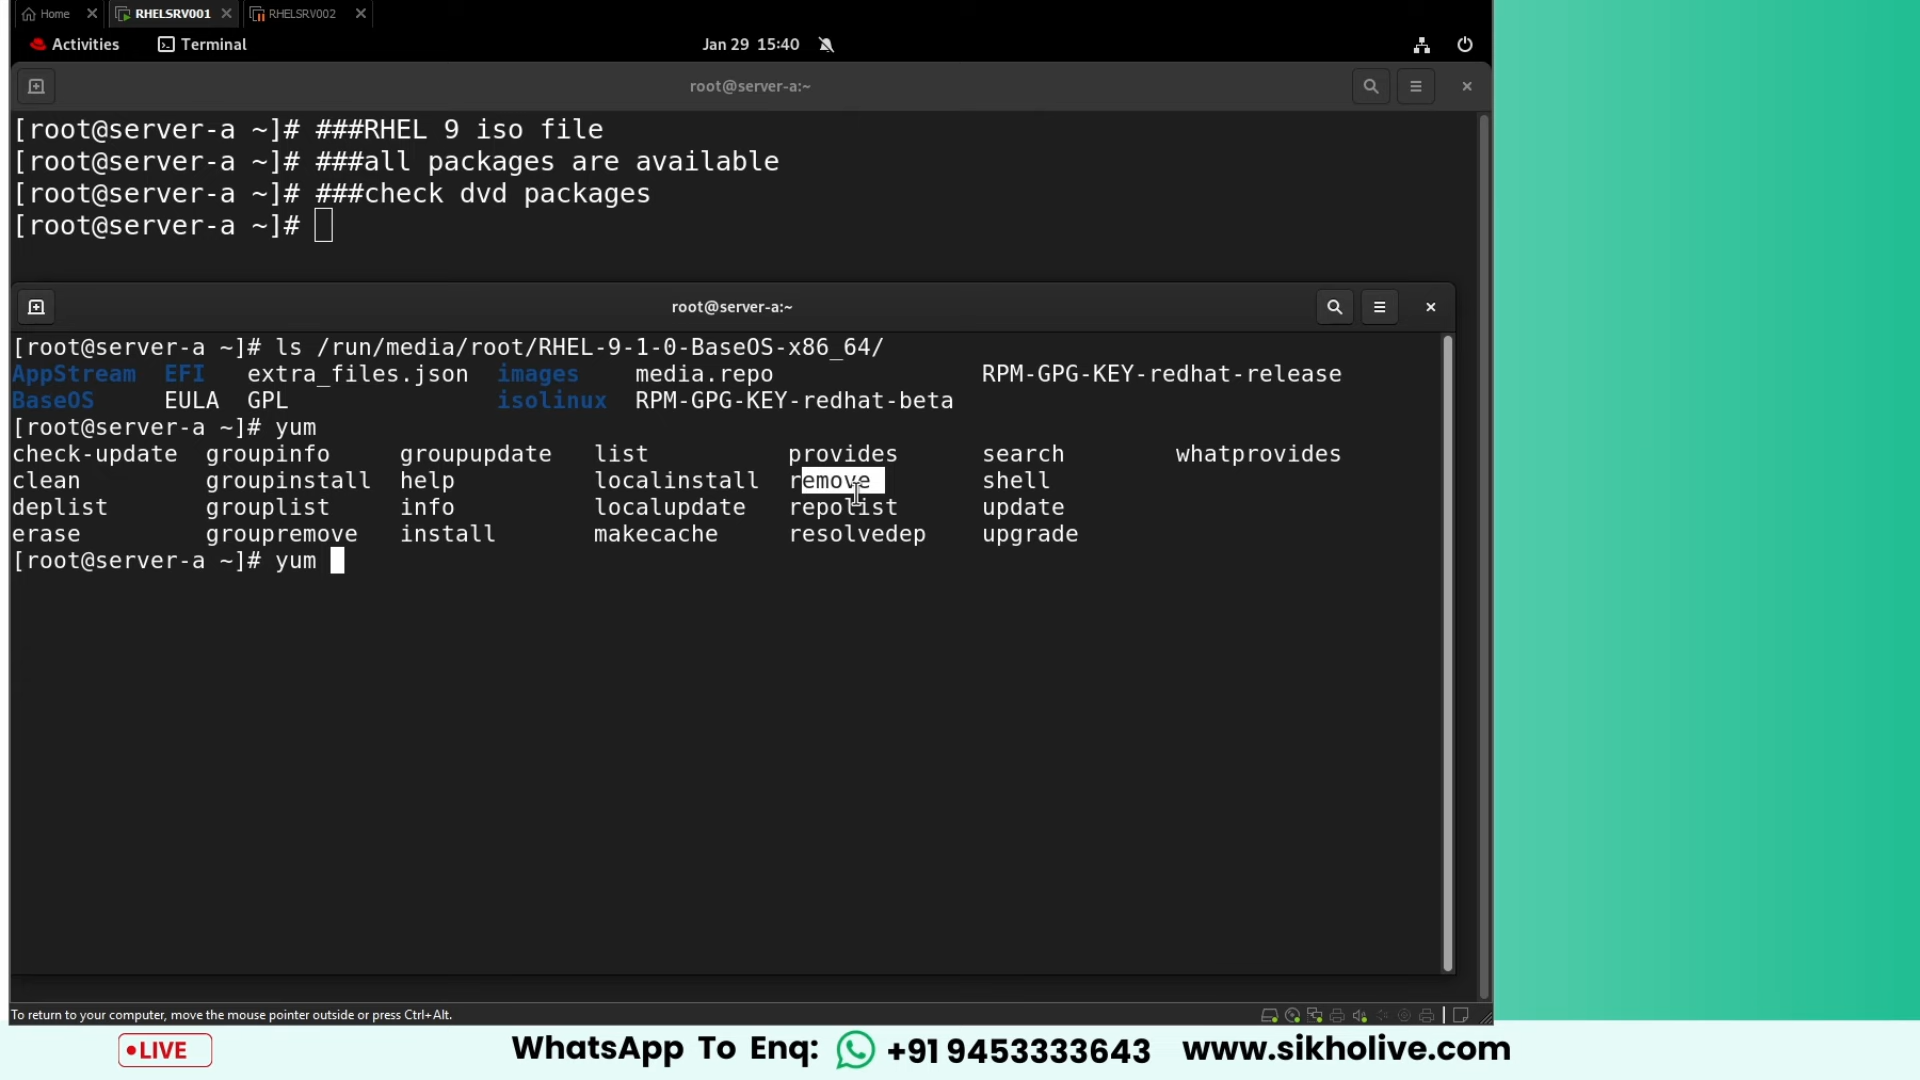 Home RHELSRV001 RHELSRV002
Activities Terminal Jan 29 15:40
root@server-a:~
[root@server-a ~]# ###RHEL 9 iso file
[root@server-a ~]# ###all packages are available
[root@server-a ~]# ###check dvd packages
[root@server-a ~]#
root@server-a:~
[root@server-a ~]# ls /run/media/root/RHEL-9-1-0-BaseOS-x86_64/
AppStream EFI extra_files.json images media.repo RPM-GPG-KEY-redhat-release
BaseOS EULA GPL isolinux RPM-GPG-KEY-redhat-beta
[root@server-a ~]# yum
check-update groupinfo groupupdate list provides search whatprovides
clean groupinstall help localinstall remove shell
deplist grouplist info localupdate repolist update
erase groupremove install makecache resolvedep upgrade
[root@server-a ~]# yum
To return to your computer, move the mouse pointer outside or press Ctrl+Alt.
LIVE WhatsApp To Enq: +91 9453333643 www.sikholive.com